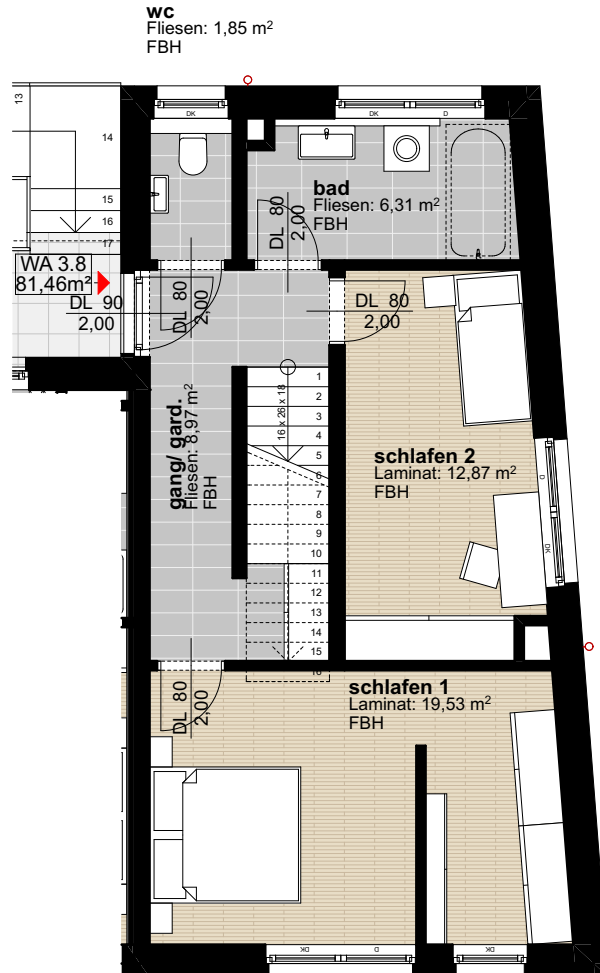 wc
Fliesen: 1,85 m²
FBH
DK
DK
D
13
14
15
16
17
bad
Fliesen: 6,31 m²
FBH
DL 80
2,00
WA 3.8
81,46m²
DL 90
2,00
DL 80
2,00
DL 80
2,00
1
2
3
4
5
6
7
8
9
10
11
12
13
14
15
16
16 x 26 x 18
gang/ gard.
Fliesen: 8,97 m²
FBH
schlafen 2
Laminat: 12,87 m²
FBH
D
DK
schlafen 1
Laminat: 19,53 m²
FBH
DL 80
2,00
DK
D
DK